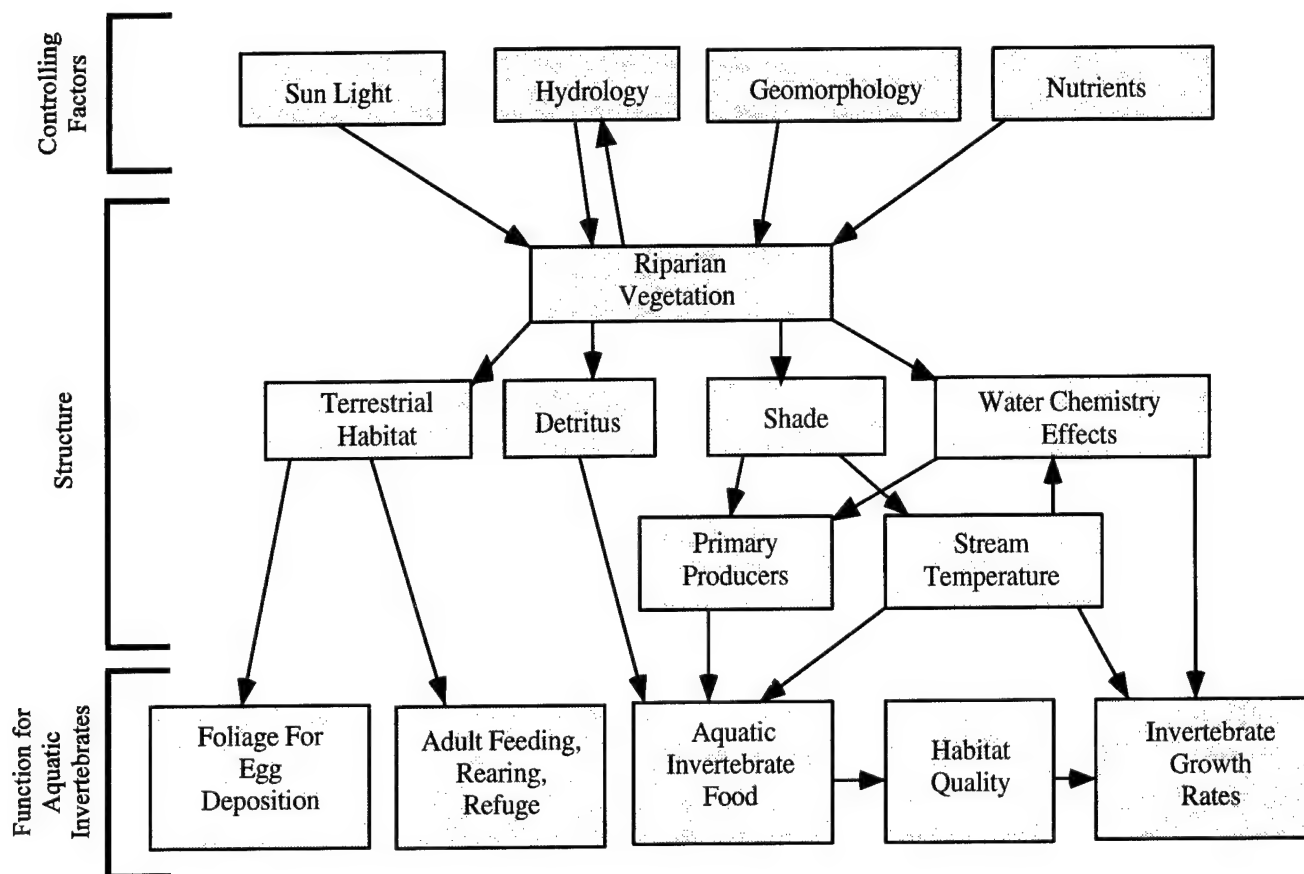 Controlling
Factors
Sun Light
Hydrology
Geomorphology
Nutrients
Structure
Riparian
Vegetation
Terrestrial
Habitat
Detritus
Shade
Water Chemistry
Effects
Primary
Producers
Stream
Temperature
Function for
Aquatic
Invertebrates
Foliage For
Egg
Deposition
Adult Feeding,
Rearing,
Refuge
Aquatic
Invertebrate
Food
Habitat
Quality
Invertebrate
Growth
Rates